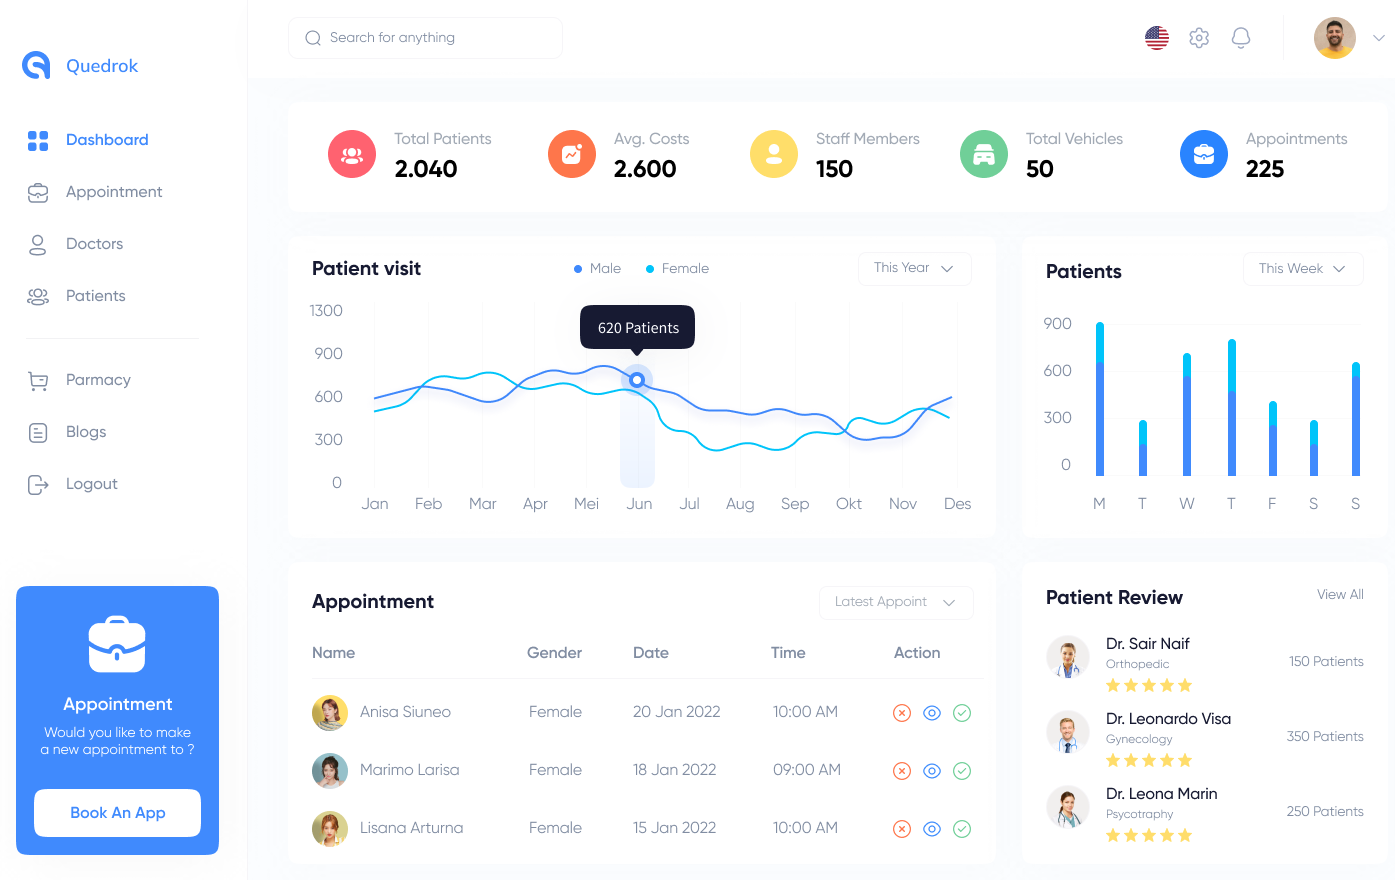 Quedrok
Dashboard
Appointment
Doctors
Patients
Parmacy
Blogs
Logout
Appointment
Would you like to make
a new appointment to ?
Book An App
Search for anything
Total Patients
2.040
Avg. Costs
2.600
Staff Members
150
Total Vehicles
50
Appointments
225
Patient visit
Male
Female
This Year
1300
900
600
300
0
620 Patients
Jan Feb Mar Apr Mei Jun Jul Aug Sep Okt Nov Des
Patients
This Week
900
600
300
0
M T W T F S S
Appointment
Latest Appoint
Name Gender Date Time Action
Anisa Siuneo Female 20 Jan 2022 10:00 AM
Marimo Larisa Female 18 Jan 2022 09:00 AM
Lisana Arturna Female 15 Jan 2022 10:00 AM
Patient Review
View All
Dr. Sair Naif
Orthopedic
150 Patients
Dr. Leonardo Visa
Gynecology
350 Patients
Dr. Leona Marin
Psycotraphy
250 Patients